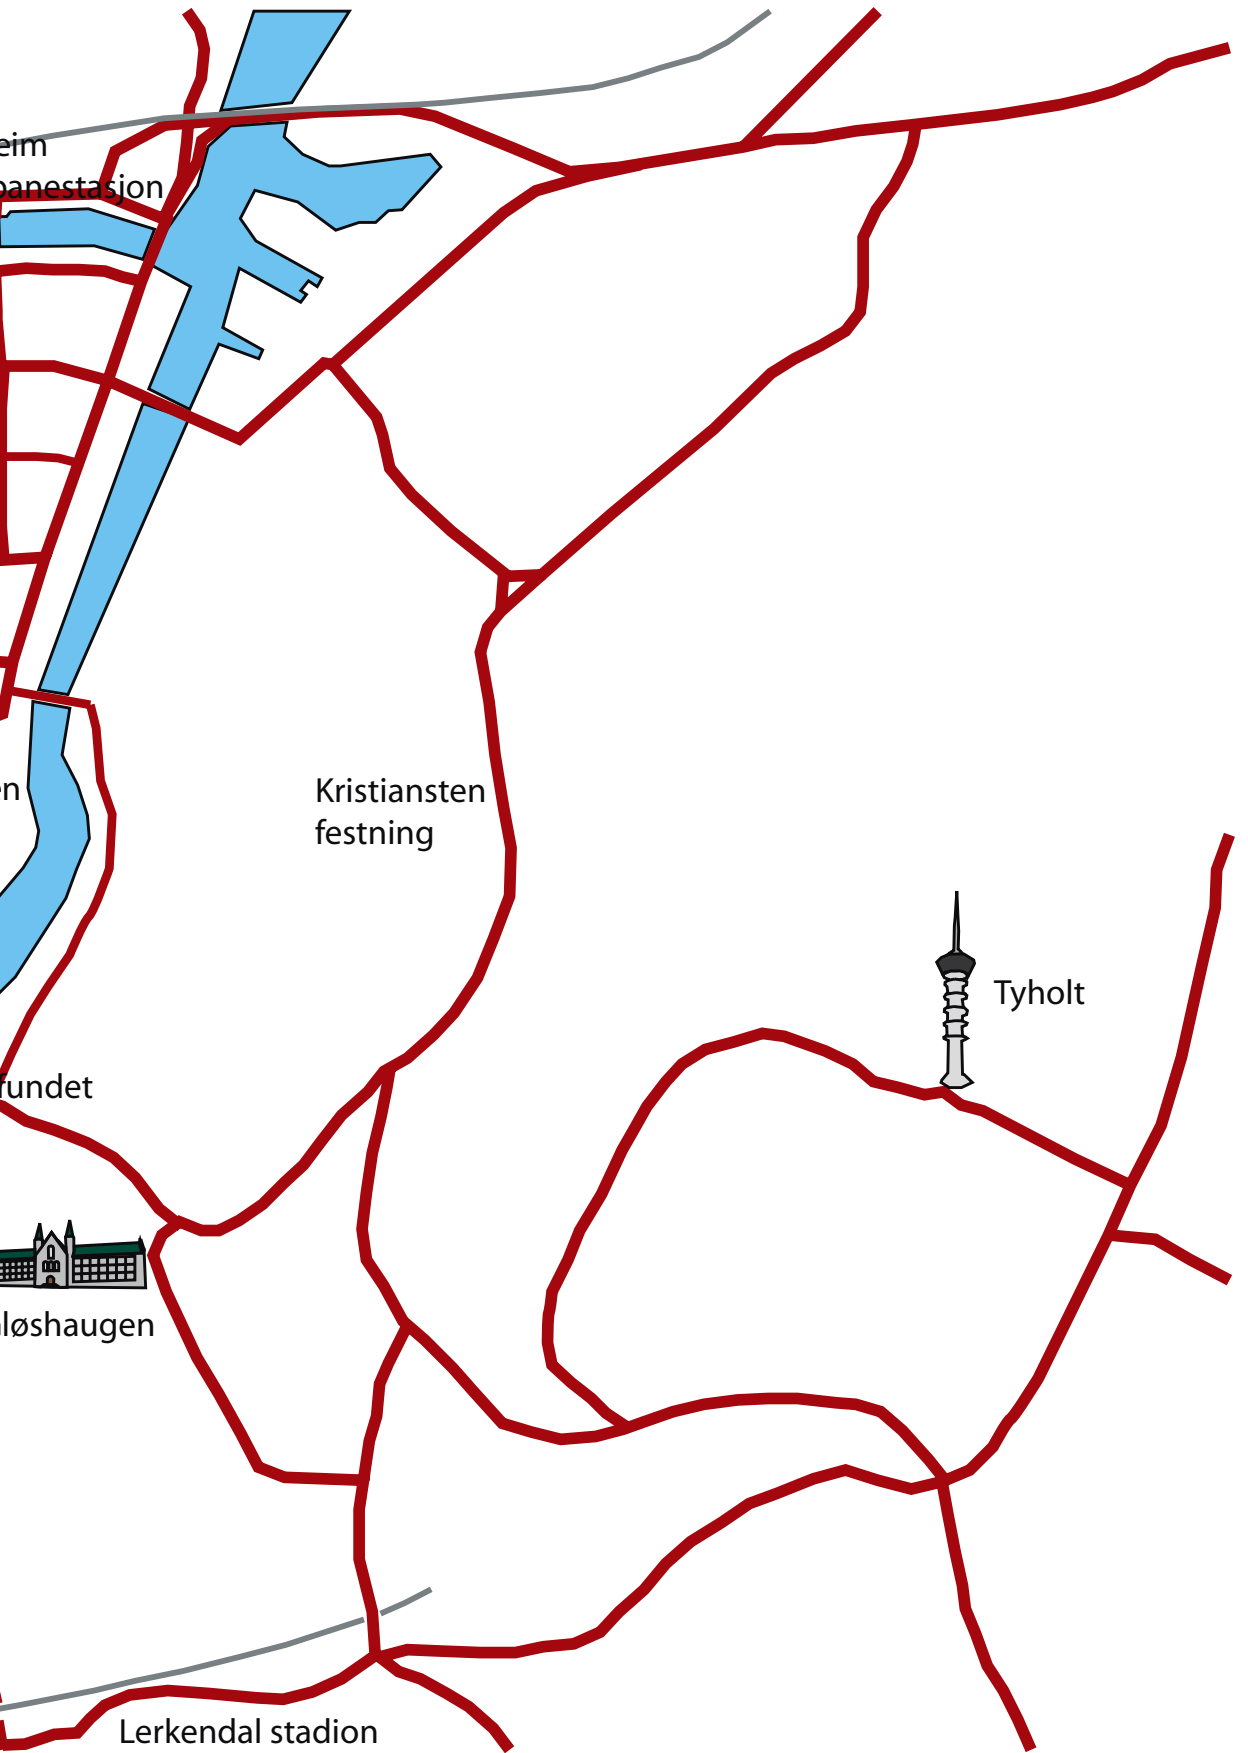 eim
banestasjon
Kristiansten
festning
en
Tyholt
fundet
løshaugen
Lerkendal stadion